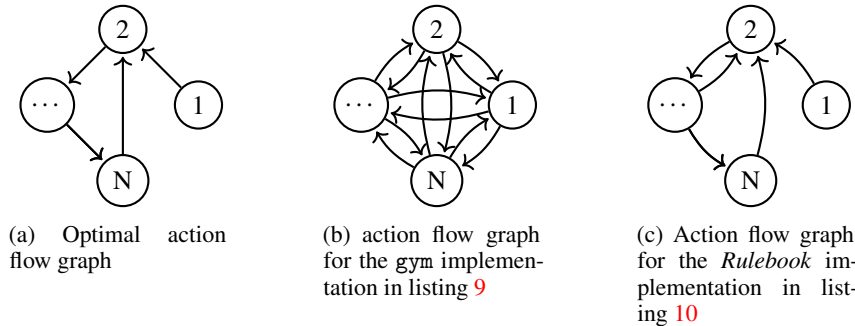 2
... 1
N
(a) Optimal action
flow graph
2
... 1
N
(b) action flow graph
for the gym implemen-
tation in listing 9
2
... 1
N
(c) Action flow graph
for the Rulebook im-
plementation in list-
ing 10